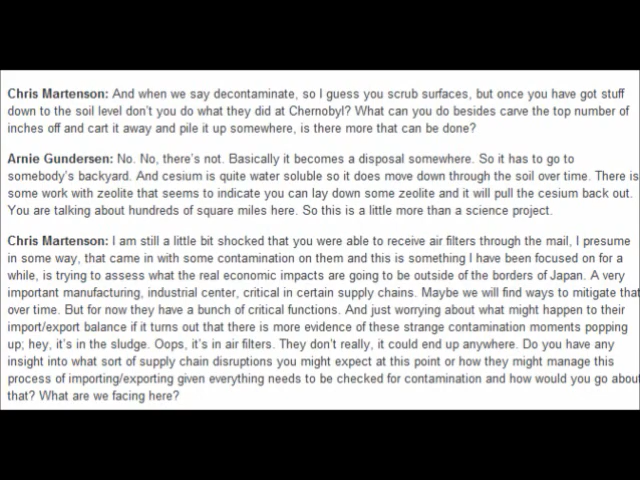 Chris Martenson: And when we say decontaminate, so I guess you scrub surfaces, but once you have got stuff
down to the soil level don't you do what they did at Chernobyl? What can you do besides carve the top number of
inches off and cart it away and pile it up somewhere, is there more that can be done?
Arnie Gundersen: No. No, there's not. Basically it becomes a disposal somewhere. So it has to go to
somebody's backyard. And cesium is quite water soluble so it does move down through the soil over time. There is
some work with zeolite that seems to indicate you can lay down some zeolite and it will pull the cesium back out.
You are talking about hundreds of square miles here. So this is a little more than a science project.
Chris Martenson: I am still a little bit shocked that you were able to receive air filters through the mail, I presume
in some way, that came in with some contamination on them and this is something I have been focused on for a
while, is trying to assess what the real economic impacts are going to be outside of the borders of Japan. A very
important manufacturing, industrial center, critical in certain supply chains. Maybe we will find ways to mitigate that
over time. But for now they have a bunch of critical functions. And just worrying about what might happen to their
import/export balance if it turns out that there is more evidence of these strange contamination moments popping
up; hey, it's in the sludge. Oops, it's in air filters. They don't really, it could end up anywhere. Do you have any
insight into what sort of supply chain disruptions you might expect at this point or how they might manage this
process of importing/exporting given everything needs to be checked for contamination and how would you go about
that? What are we facing here?